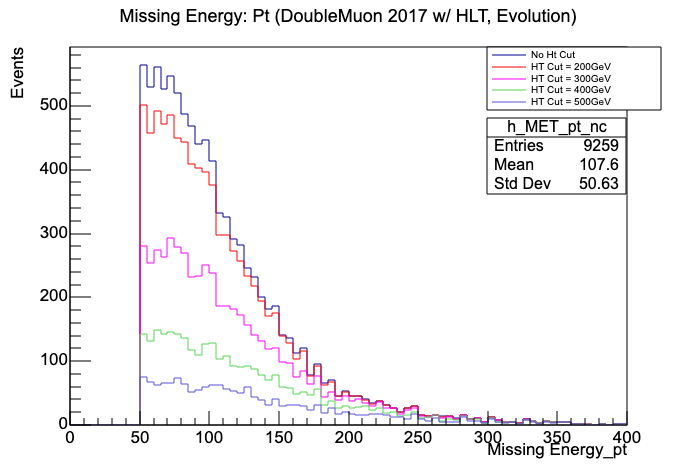 Missing Energy: Pt (DoubleMuon 2017 w/ HLT, Evolution)
Events
No Ht Cut
HT Cut = 200GeV
HT Cut = 300GeV
HT Cut = 400GeV
HT Cut = 500GeV
h_MET_pt_nc
Entries 9259
Mean 107.6
Std Dev 50.63
500
400
300
200
100
0
0 50 100 150 200 250 300 350 400
Missing Energy_pt